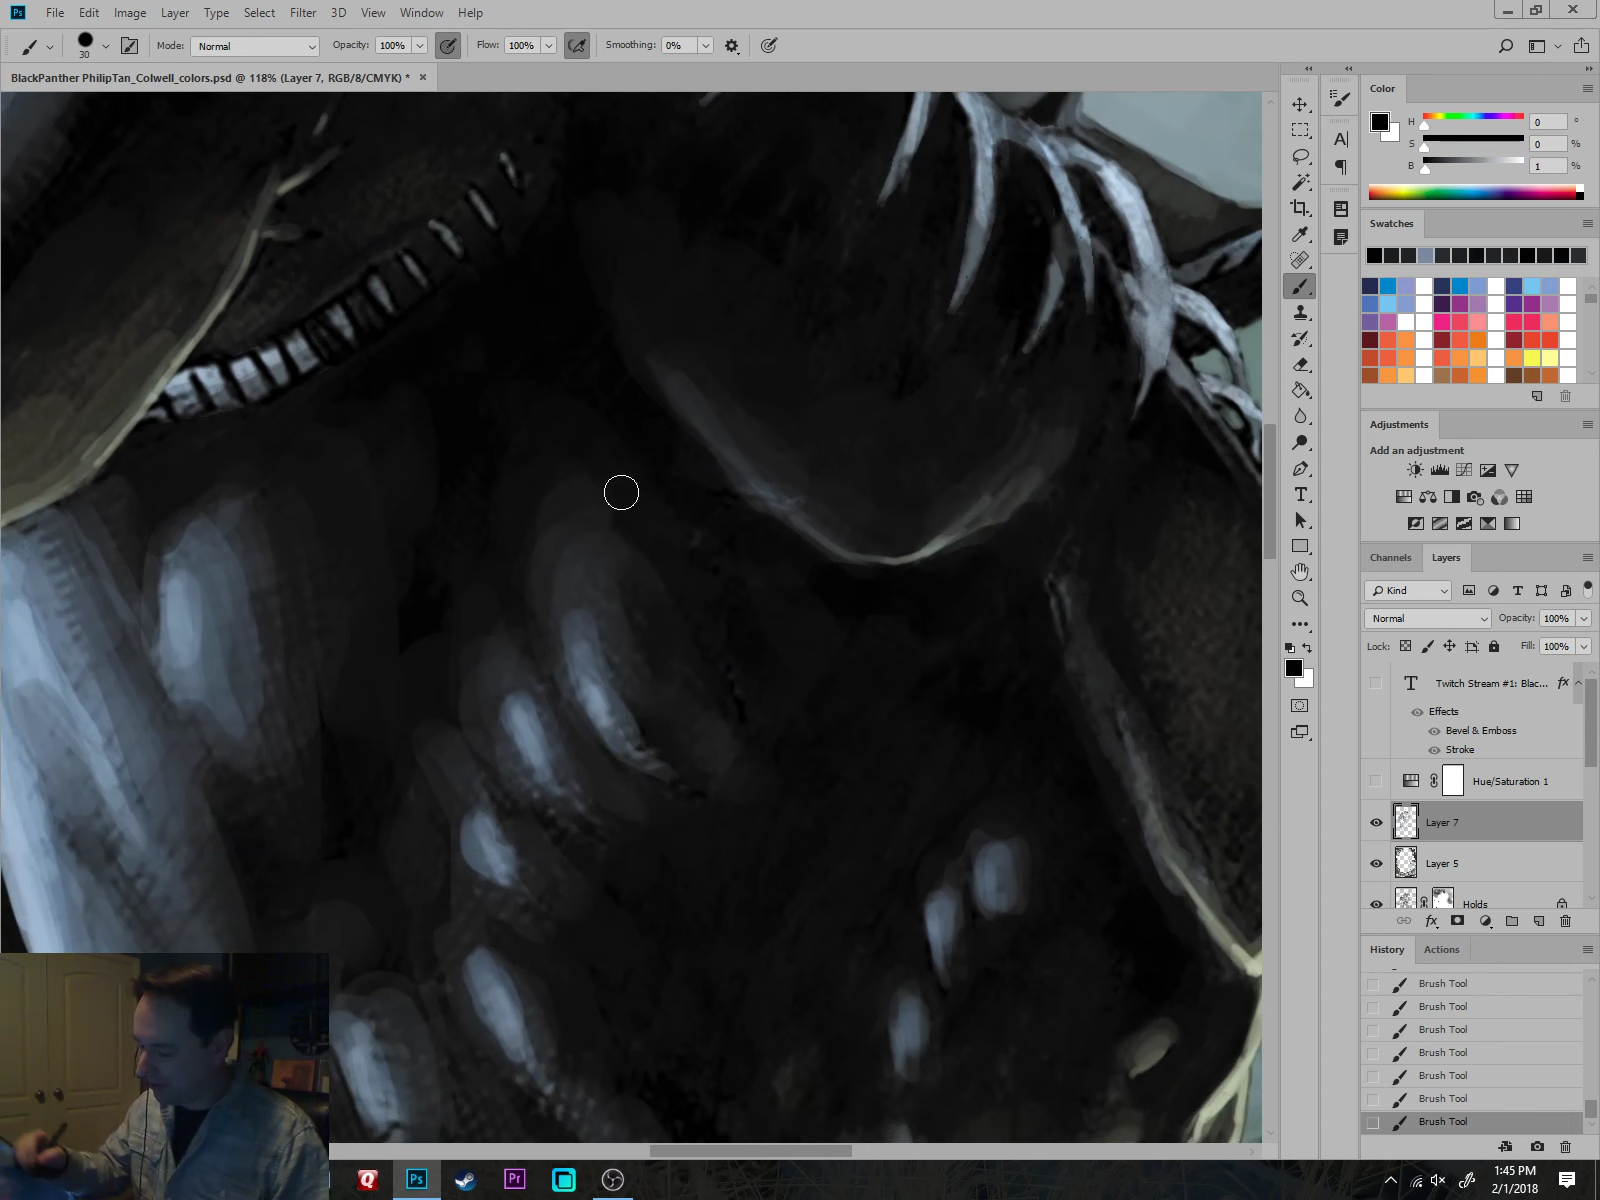 Ps File Edit Image Layer Type Select Filter 3D View Window Help
30 Mode: Normal Opacity: 100% Flow: 100% Smoothing: 0%
BlackPanther PhilipTan_Colwell_colors.psd @ 118% (Layer 7, RGB/8/CMYK) * ×
Color
H 0 °
S 0 %
B 1 %
Swatches
Adjustments
Add an adjustment
Channels Layers
Kind
Normal Opacity: 100%
Lock: Fill: 100%
T Twitch Stream #1: Blac... fx
Effects
Bevel & Emboss
Stroke
Hue/Saturation 1
Layer 7
Layer 5
Holds
fx
History Actions
Brush Tool
Brush Tool
Brush Tool
Brush Tool
Brush Tool
Brush Tool
Brush Tool
Q Ps Pr
1:45 PM
2/1/2018